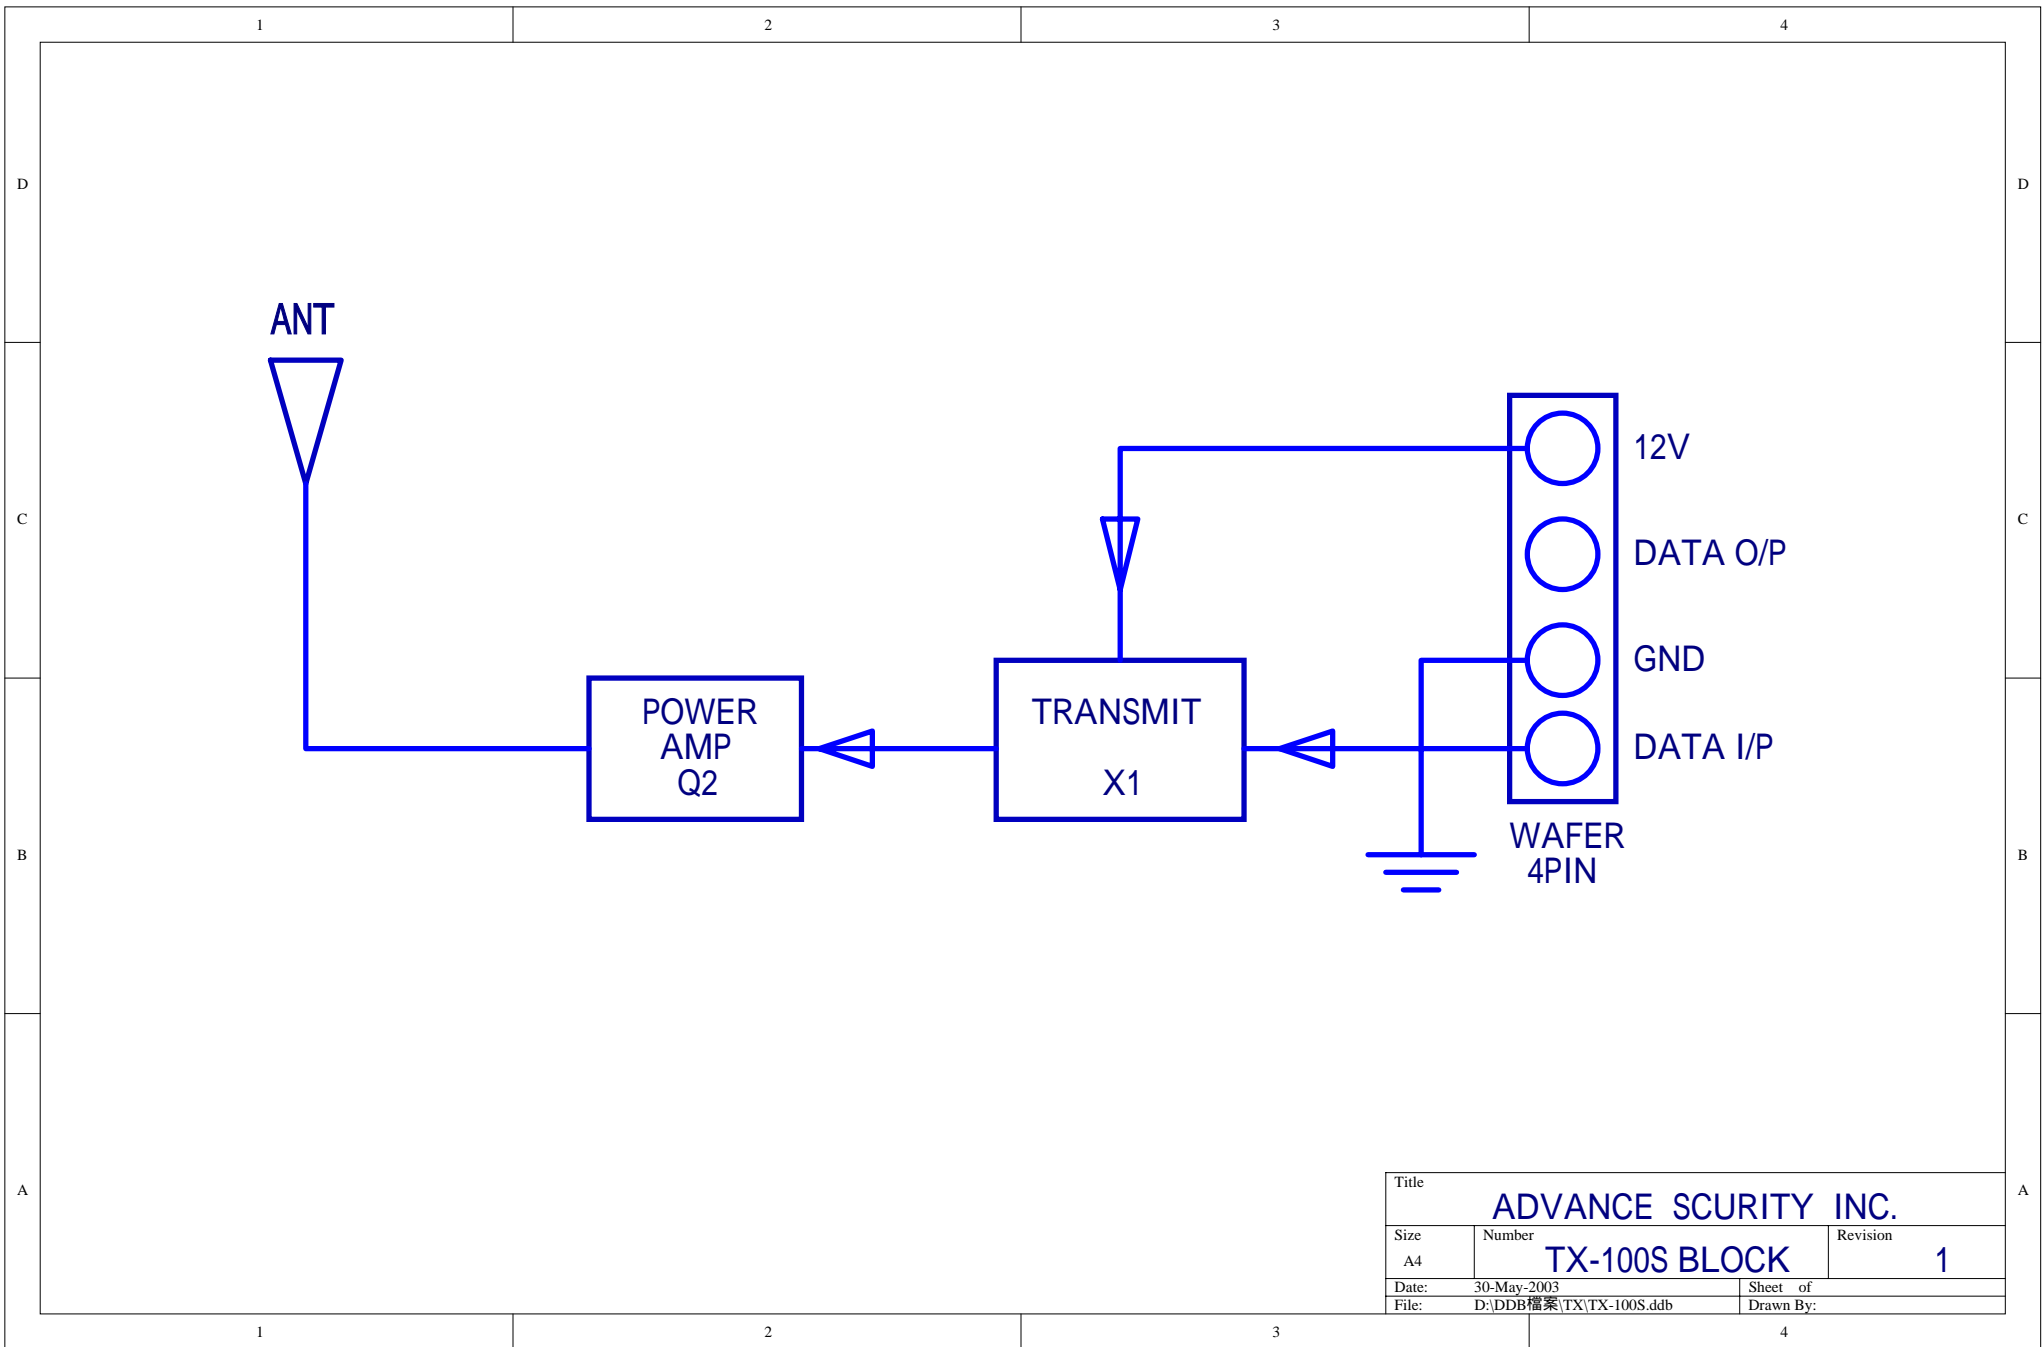 1 2 3 4
D D
ANT
12V
C C
DATA O/P
GND
POWER
AMP
Q2
TRANSMIT
X1
DATA I/P
WAFER
4PIN
B B
A A
Title
ADVANCE SCURITY INC.
Size Number Revision
A4 TX-100S BLOCK 1
Date: 30-May-2003 Sheet of
File: D:\DDB檔案\TX\TX-100S.ddb Drawn By:
1 2 3 4